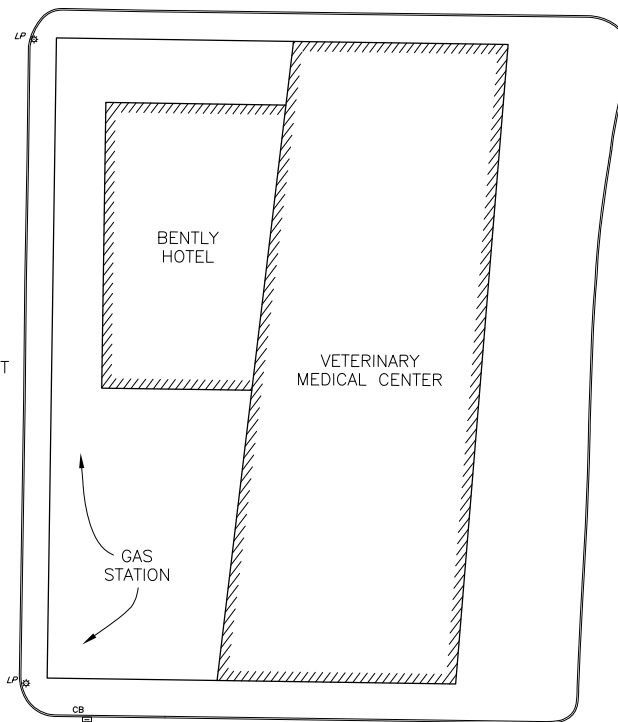 LP
BENTLY
HOTEL
VETERINARY
MEDICAL CENTER
T
GAS
STATION
LP
CB